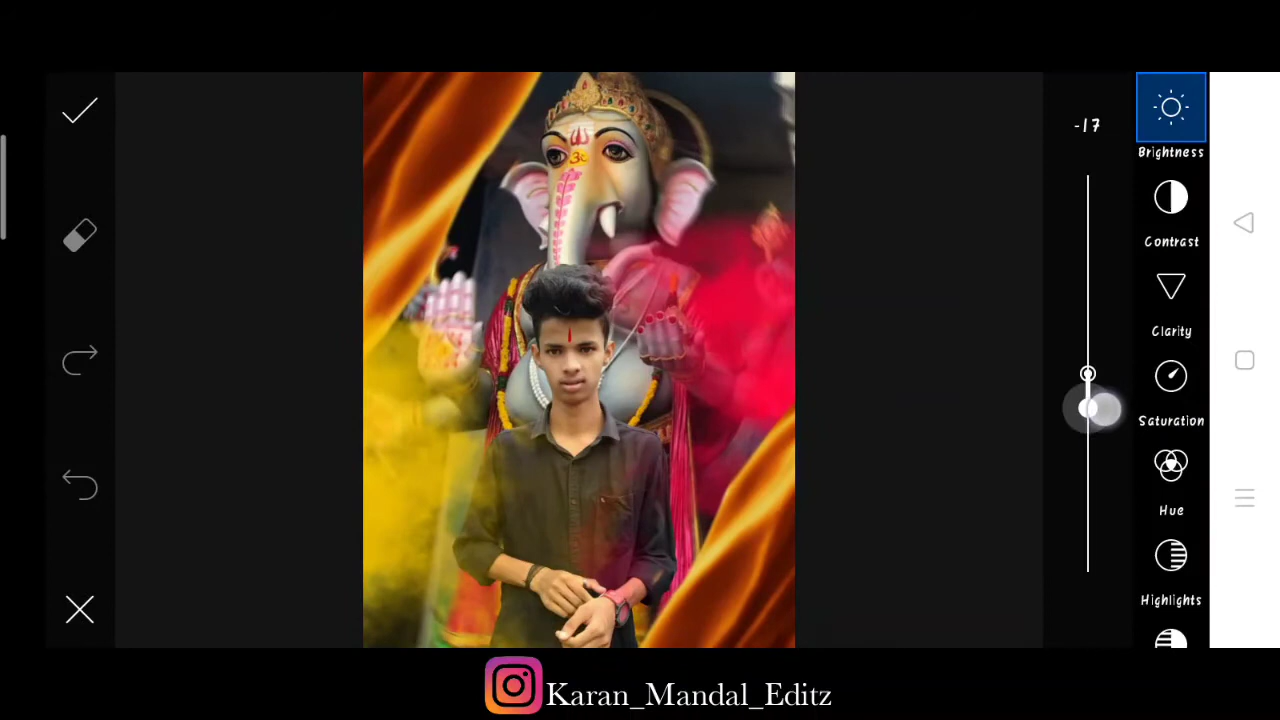 -17
Brightness
Contrast
Clarity
Saturation
Hue
Highlights
ॐ
Karan_Mandal_Editz